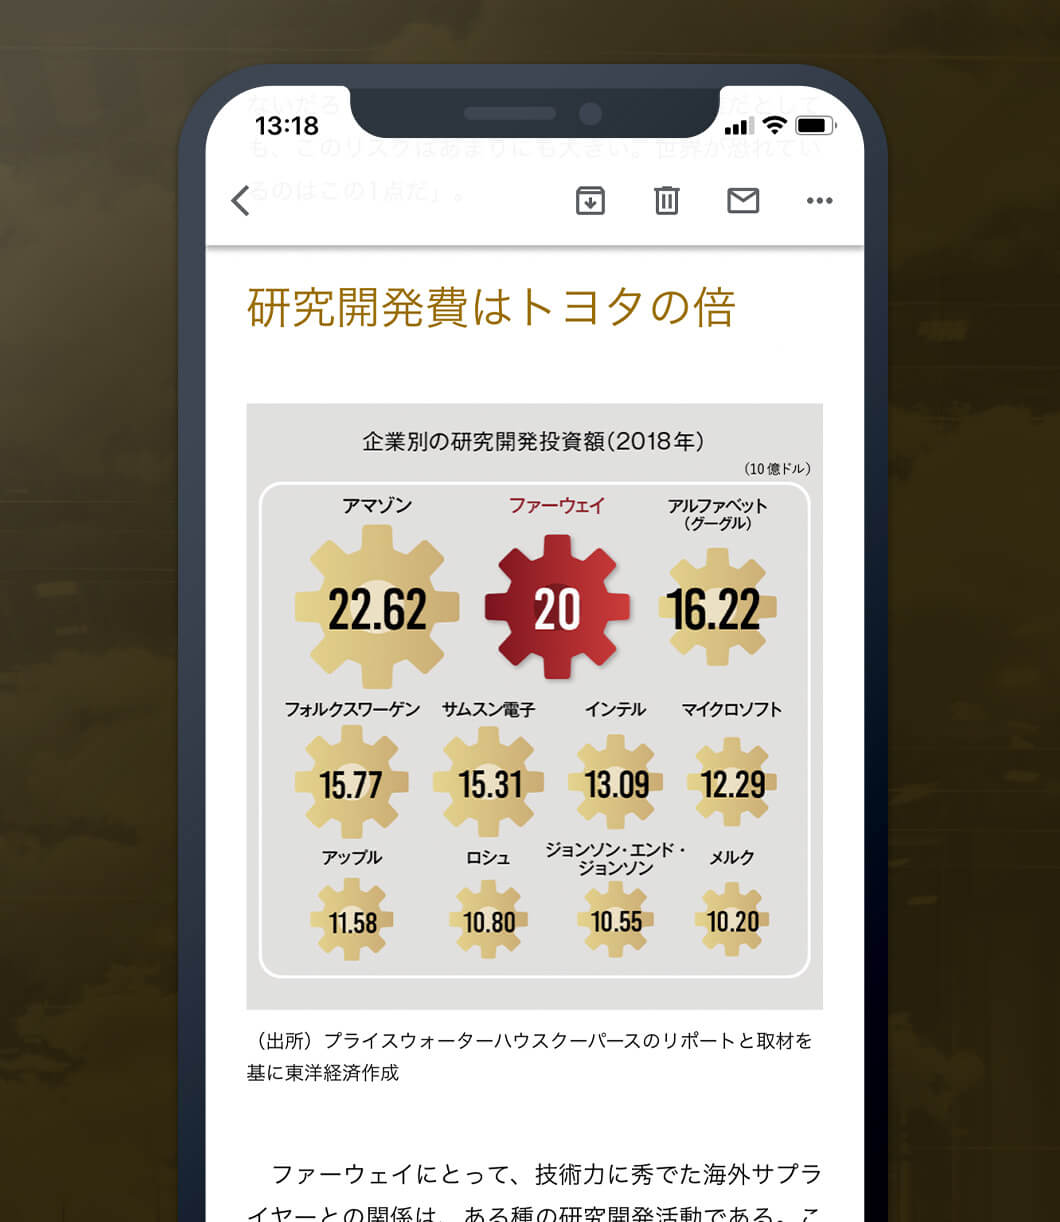 ないだろ
だとして
13:18
も、このリスクはあまりにも大きい。世界が恐れてい
るのはこの1点だ」。
研究開発費はトヨタの倍
企業別の研究開発投資額(2018年)
(10億ドル)
アマゾン
ファーウェイ
アルファベット
(グーグル)
22.62
20
16.22
フォルクスワーゲン
サムスン電子
インテル
マイクロソフト
15.77
15.31
13.09
12.29
アップル
ロシュ
ジョンソン・エンド・
ジョンソン
メルク
11.58
10.80
10.55
10.20
（出所）プライスウォーターハウスクーパースのリポートと取材を
基に東洋経済作成
ファーウェイにとって、技術力に秀でた海外サプラ
イヤーとの関係は、ある種の研究開発活動である。こ